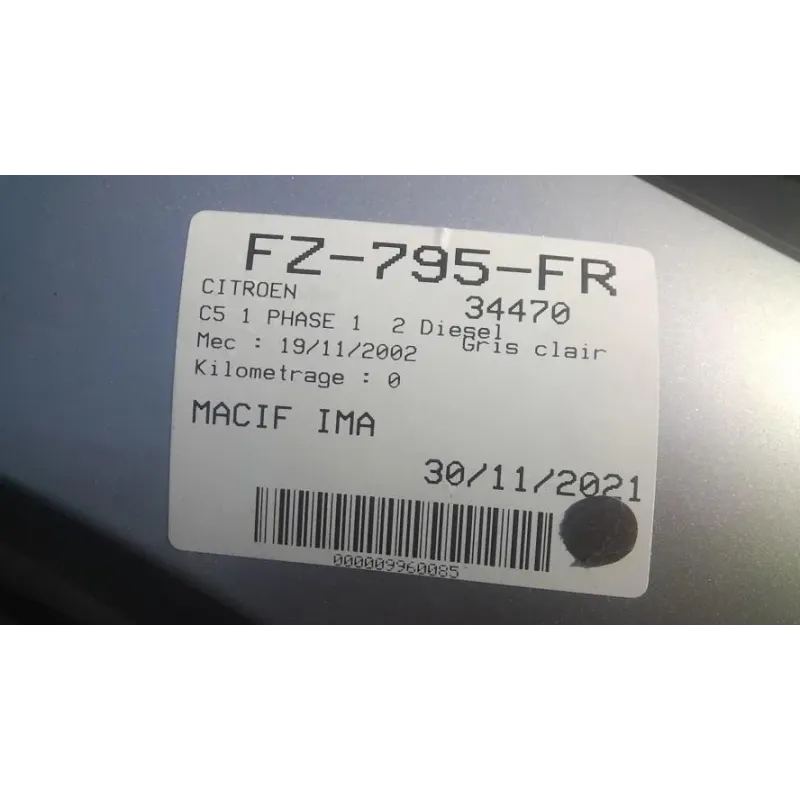 FZ-795-FR
CITROEN 34470
C5 1 PHASE 1 2 Diesel
Mec : 19/11/2002 Gris clair
Kilometrage : 0
MACIF IMA
30/11/2021
000009960085